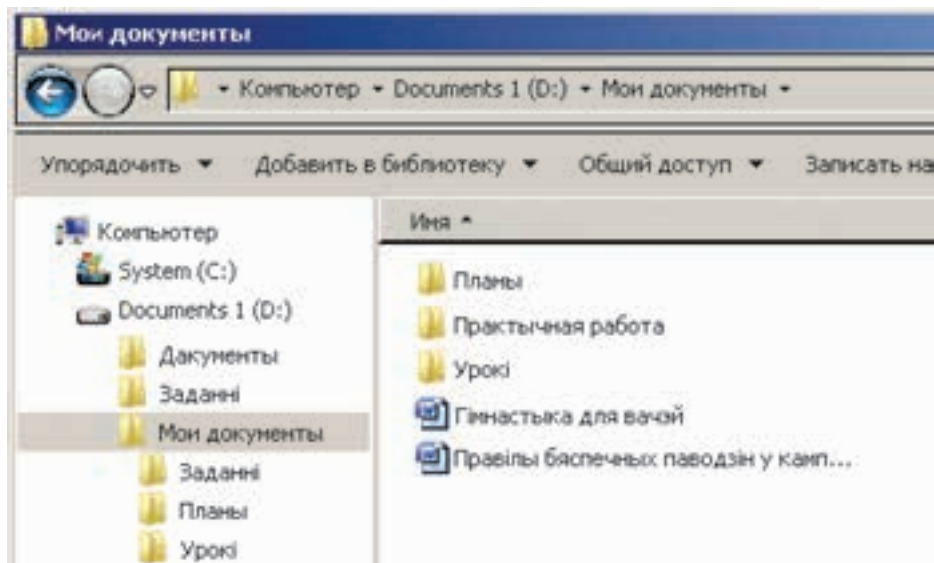 Мои документы
Компьютер Documents 1 (D:) Мои документы
Упорядочить Добавить в библиотеку Общий доступ Записать на
Компьютер
System (C:)
Documents 1 (D:)
Дакументы
Заданні
Мои документы
Заданні
Планы
Урокі
Имя
Планы
Практычная работа
Урокі
Гімнастыка для вачэй
Правілы бяспечных паводзін у камп...